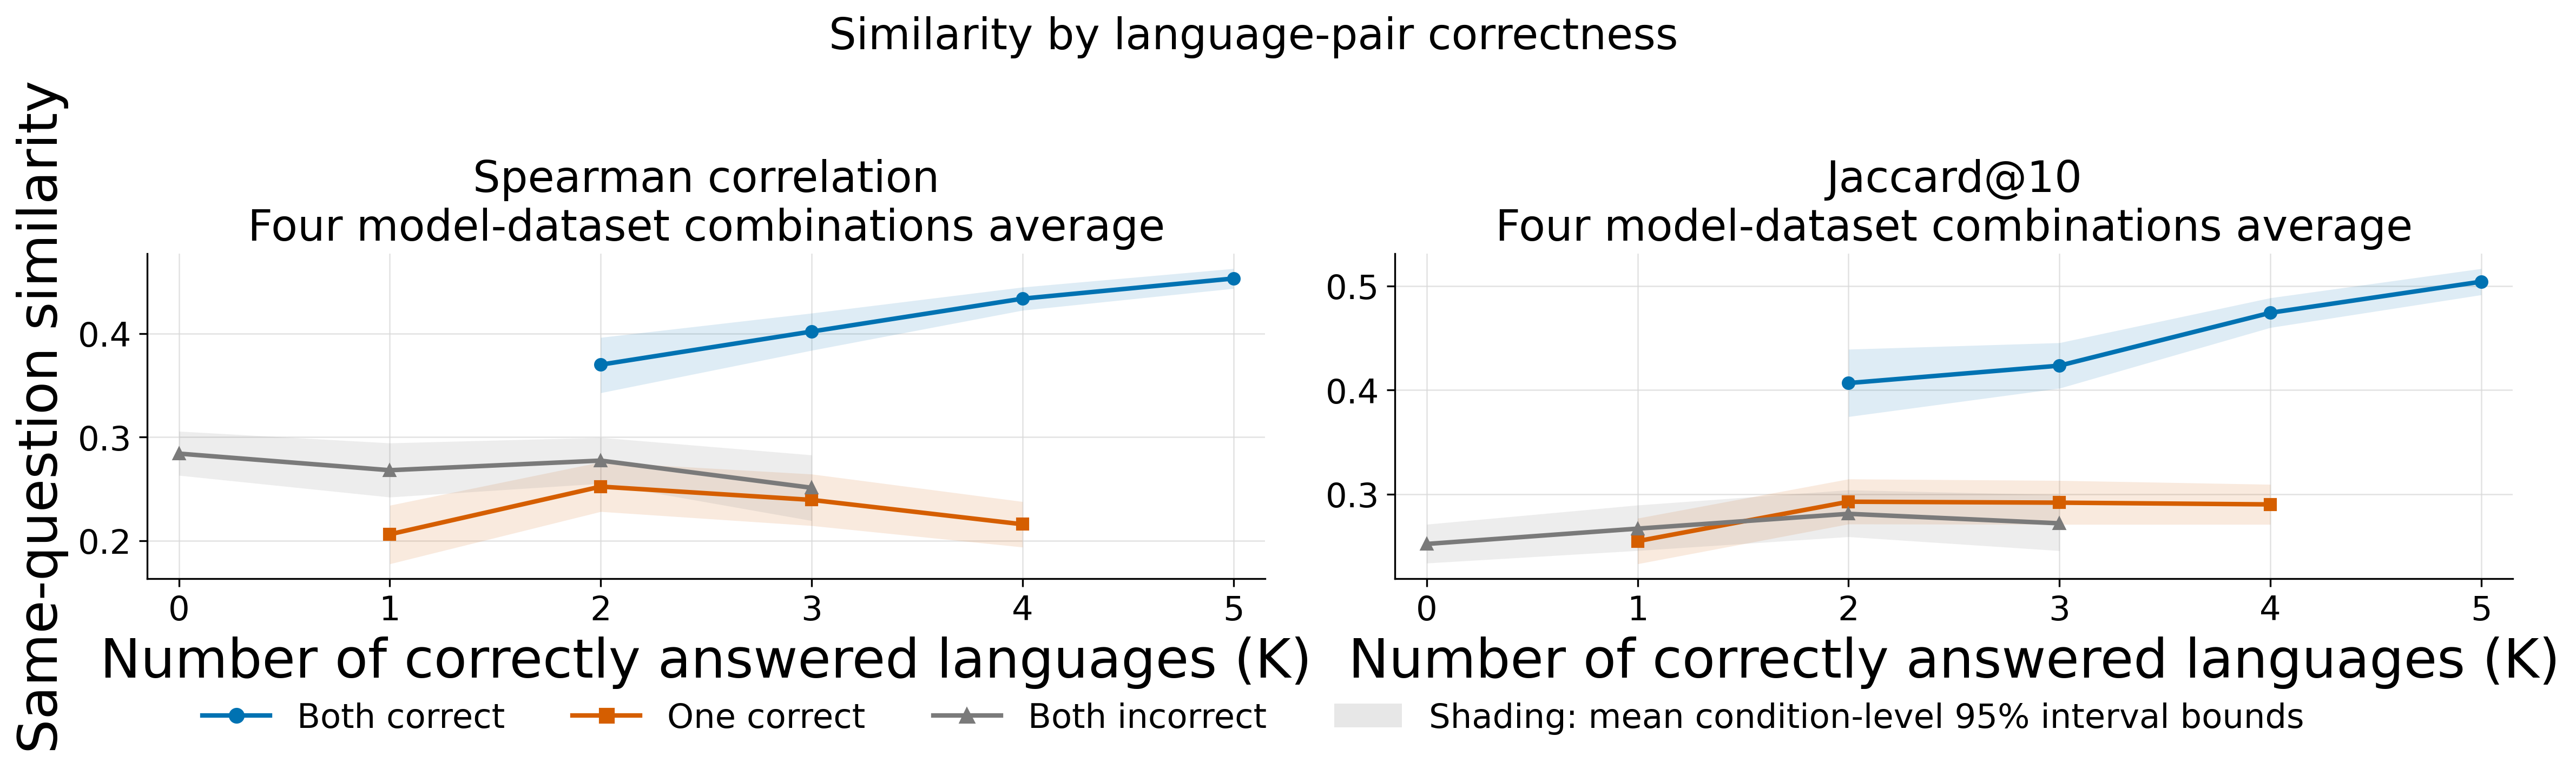 Similarity by language-pair correctness
Same-question similarity
Spearman correlation
Four model-dataset combinations average
0.4
0.3
0.2
0 1 2 3 4 5
Number of correctly answered languages (K)
Jaccard@10
Four model-dataset combinations average
0.5
0.4
0.3
0 1 2 3 4 5
Number of correctly answered languages (K)
Both correct One correct Both incorrect Shading: mean condition-level 95% interval bounds